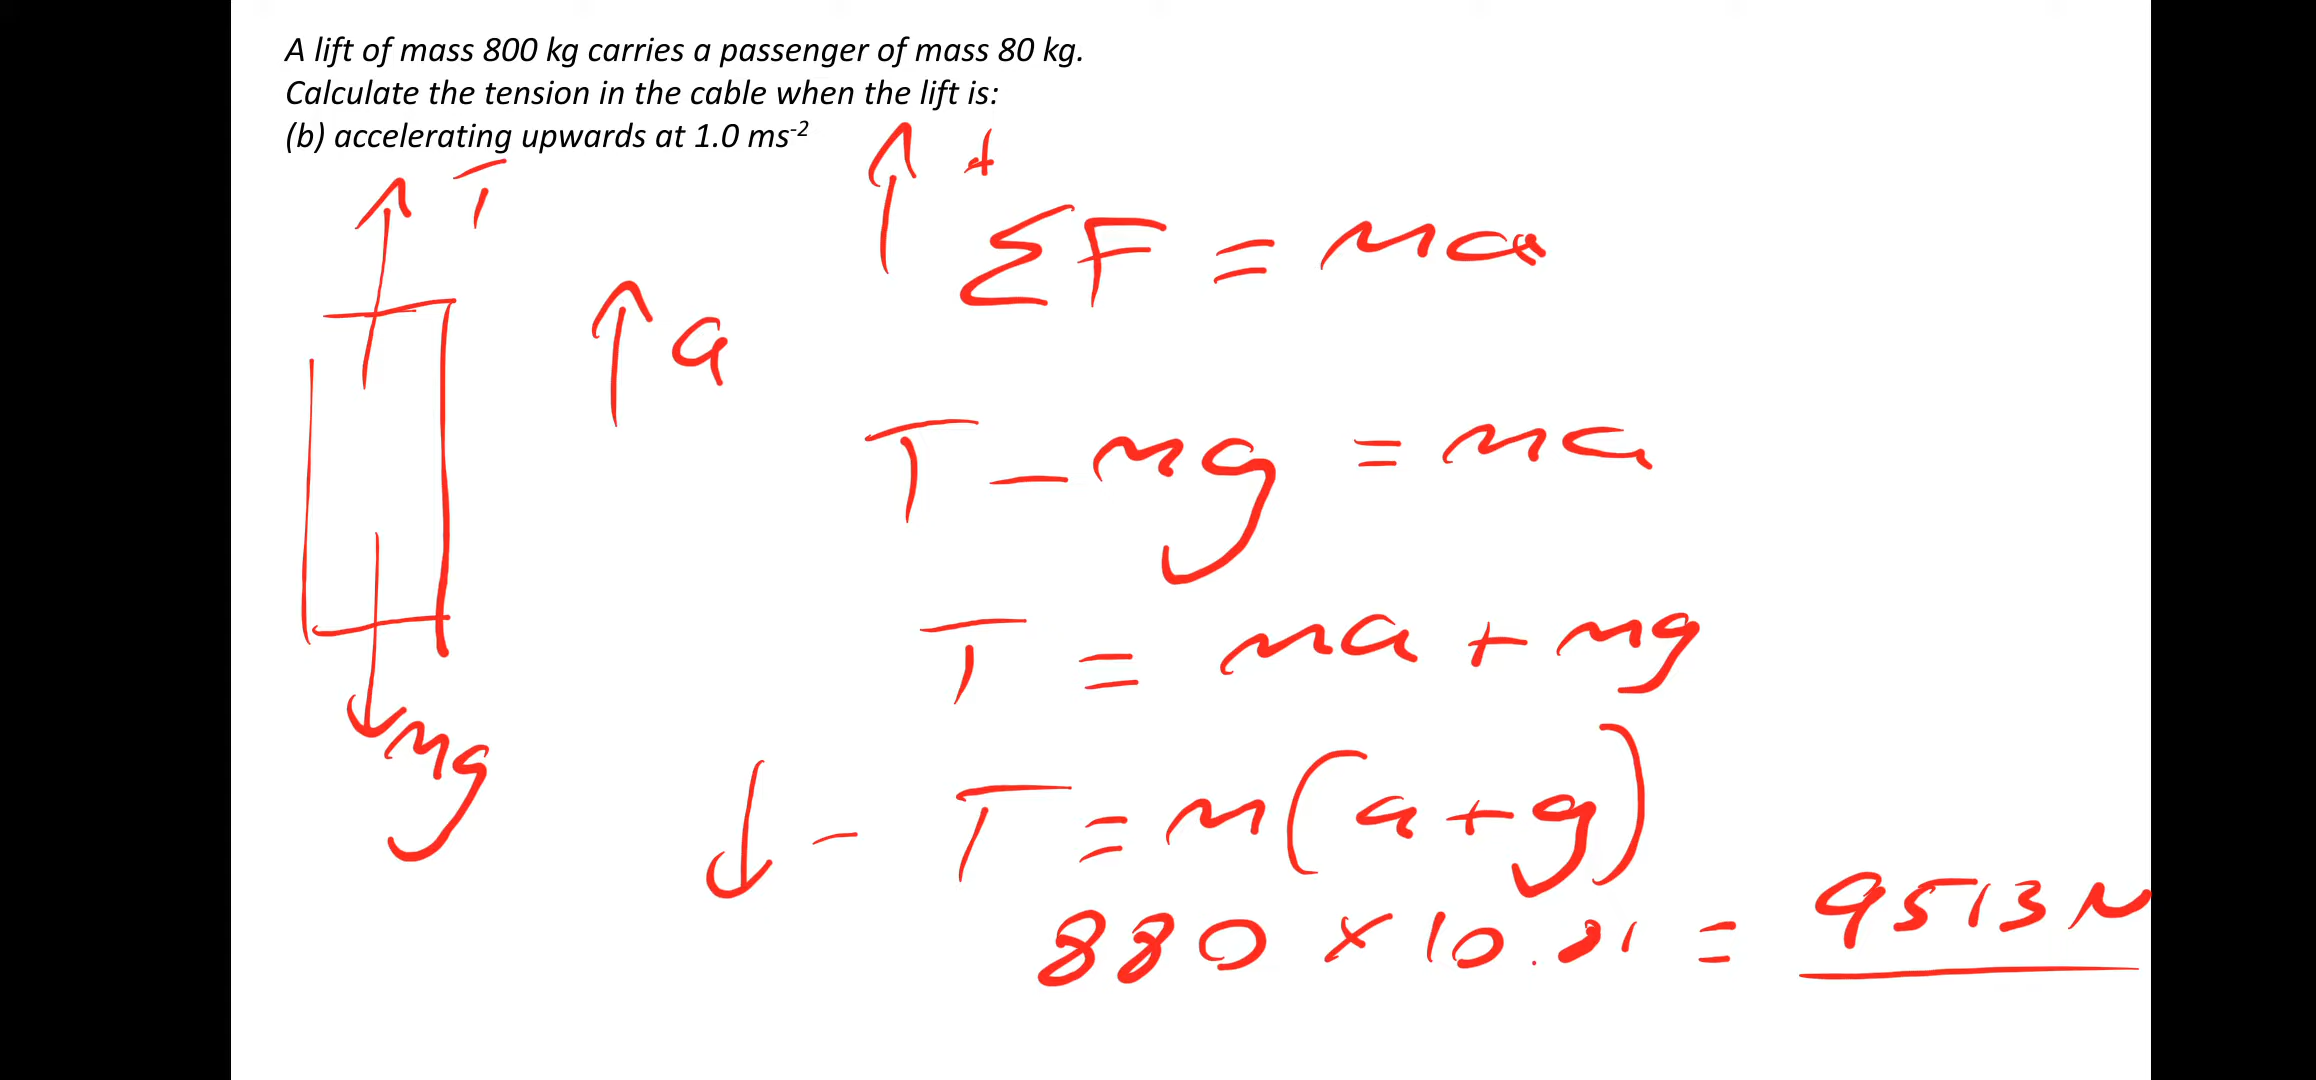 A lift of mass 800 kg carries a passenger of mass 80 kg.
Calculate the tension in the cable when the lift is:
(b) accelerating upwards at 1.0 ms⁻²
T
+
ΣF = ma
a
T - mg = ma
T = ma + mg
mg
- T = m(a+g)
880 × 10.81 = 9513 N